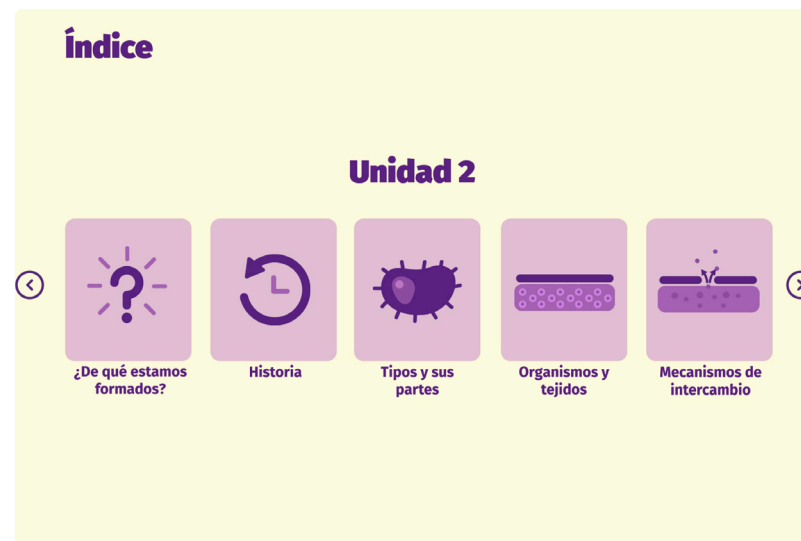 Índice
Unidad 2
¿De qué estamos
formados?
Historia
Tipos y sus
partes
Organismos y
tejidos
Mecanismos de
intercambio